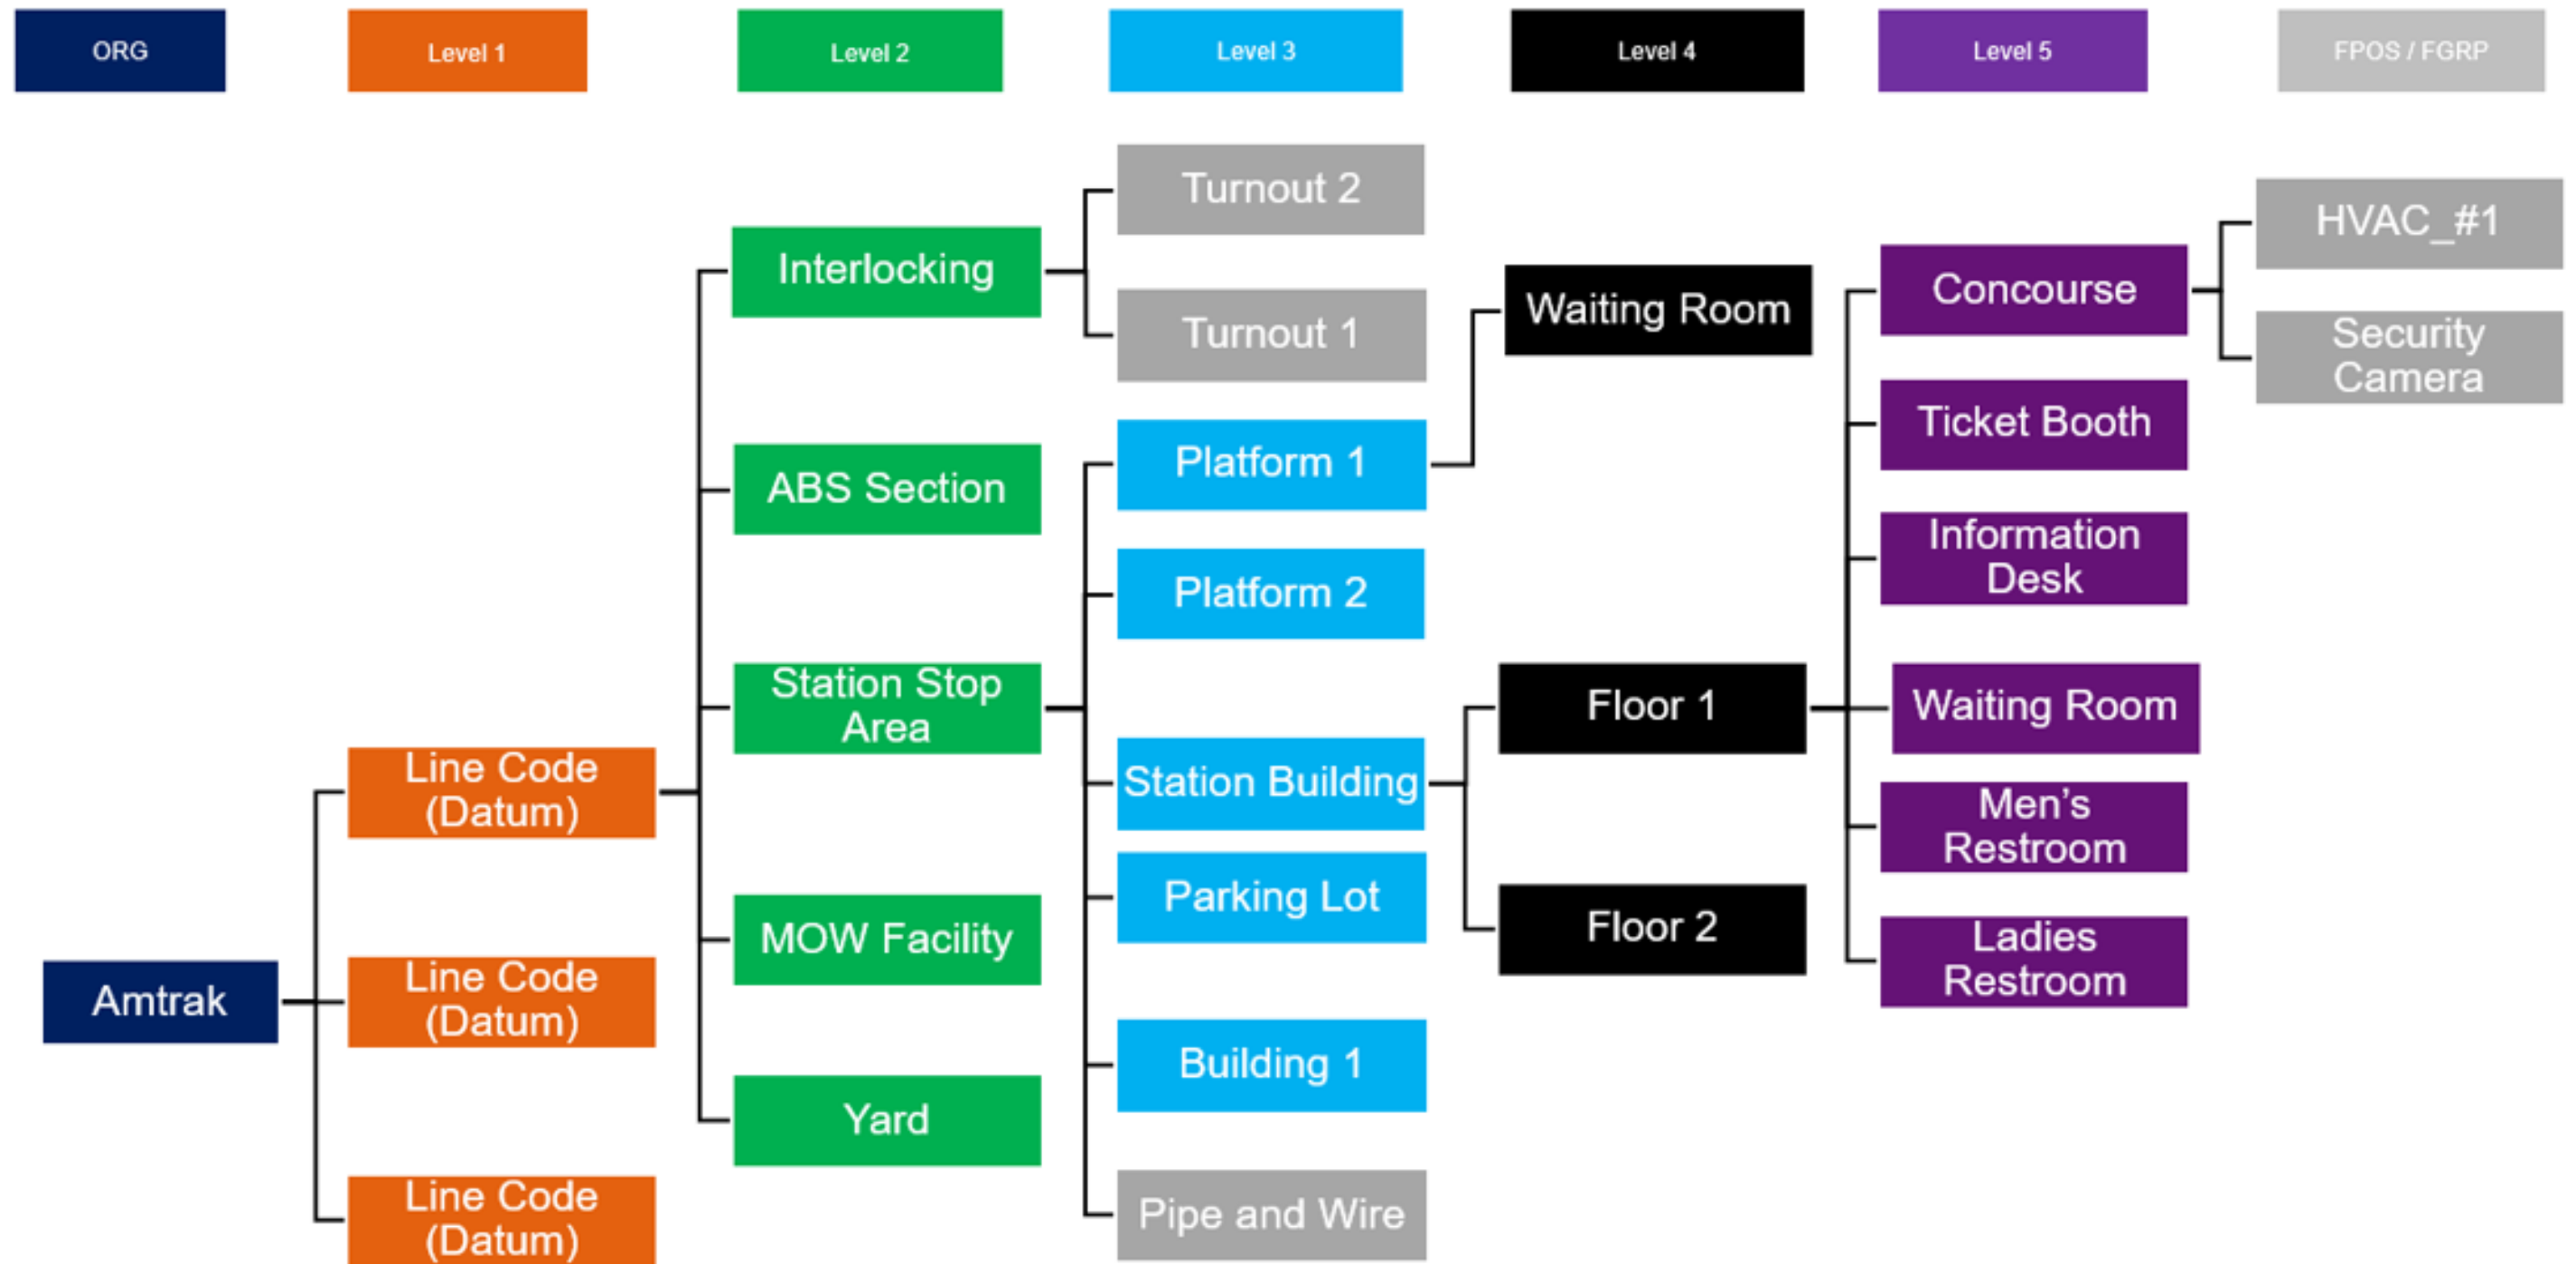 ORG
Level 1
Level 2
Level 3
Level 4
Level 5
FPOS / FGRP
Amtrak
Line Code
(Datum)
Line Code
(Datum)
Line Code
(Datum)
Interlocking
ABS Section
Station Stop
Area
MOW Facility
Yard
Turnout 2
Turnout 1
Platform 1
Platform 2
Station Building
Parking Lot
Building 1
Pipe and Wire
Waiting Room
Floor 1
Floor 2
Concourse
Ticket Booth
Information
Desk
Waiting Room
Men’s
Restroom
Ladies
Restroom
HVAC_#1
Security
Camera